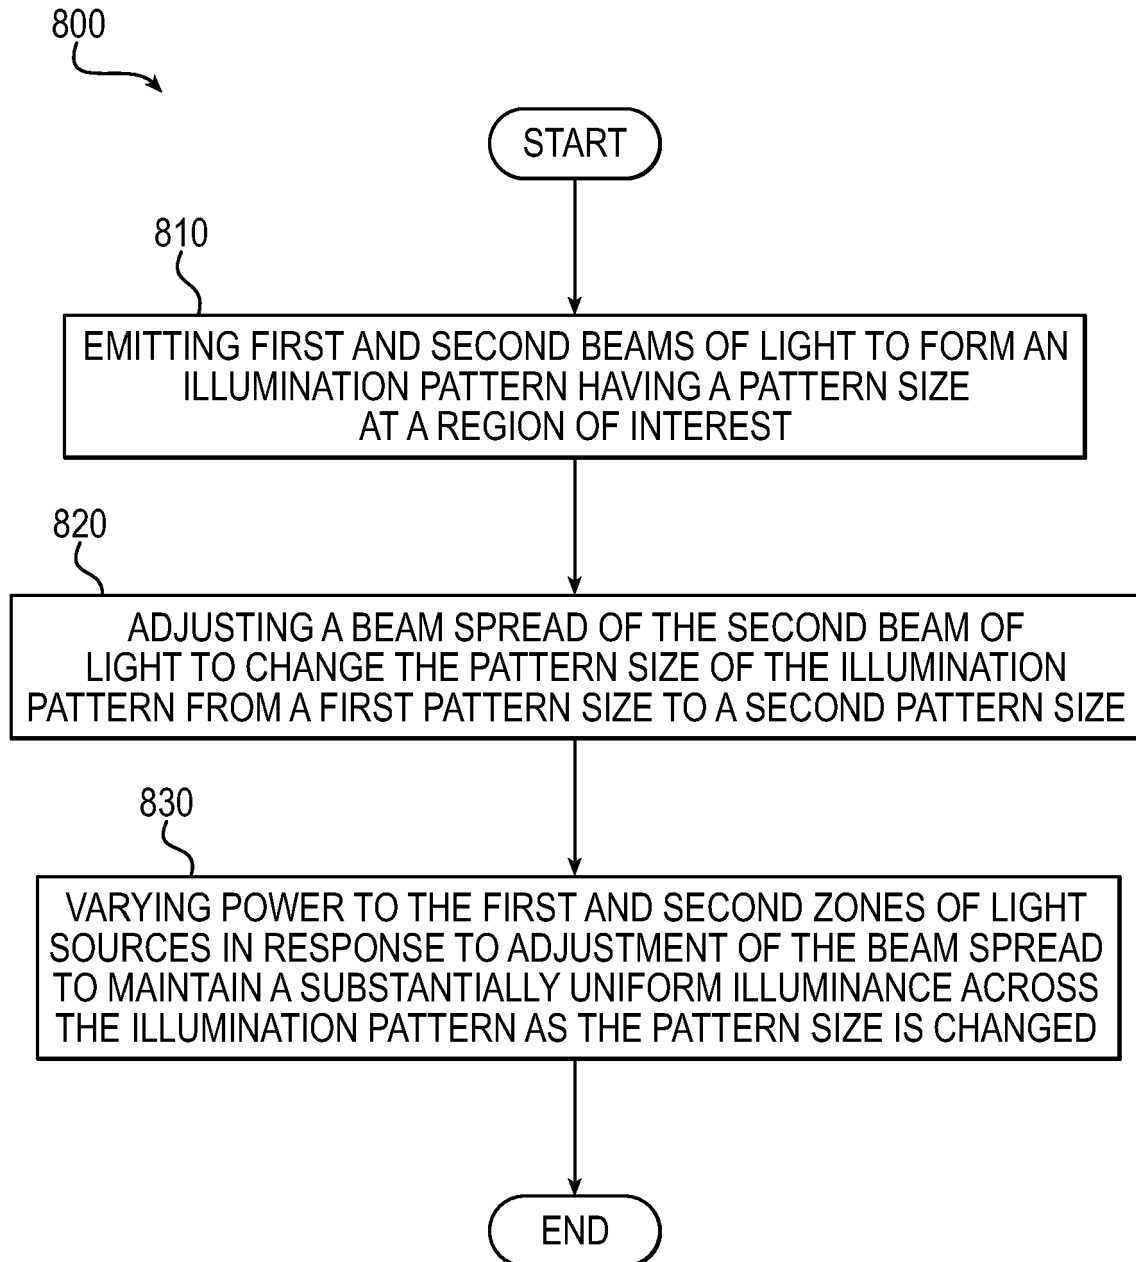 800
START
810
EMITTING FIRST AND SECOND BEAMS OF LIGHT TO FORM AN
ILLUMINATION PATTERN HAVING A PATTERN SIZE
AT A REGION OF INTEREST
820
ADJUSTING A BEAM SPREAD OF THE SECOND BEAM OF
LIGHT TO CHANGE THE PATTERN SIZE OF THE ILLUMINATION
PATTERN FROM A FIRST PATTERN SIZE TO A SECOND PATTERN SIZE
830
VARYING POWER TO THE FIRST AND SECOND ZONES OF LIGHT
SOURCES IN RESPONSE TO ADJUSTMENT OF THE BEAM SPREAD
TO MAINTAIN A SUBSTANTIALLY UNIFORM ILLUMINANCE ACROSS
THE ILLUMINATION PATTERN AS THE PATTERN SIZE IS CHANGED
END